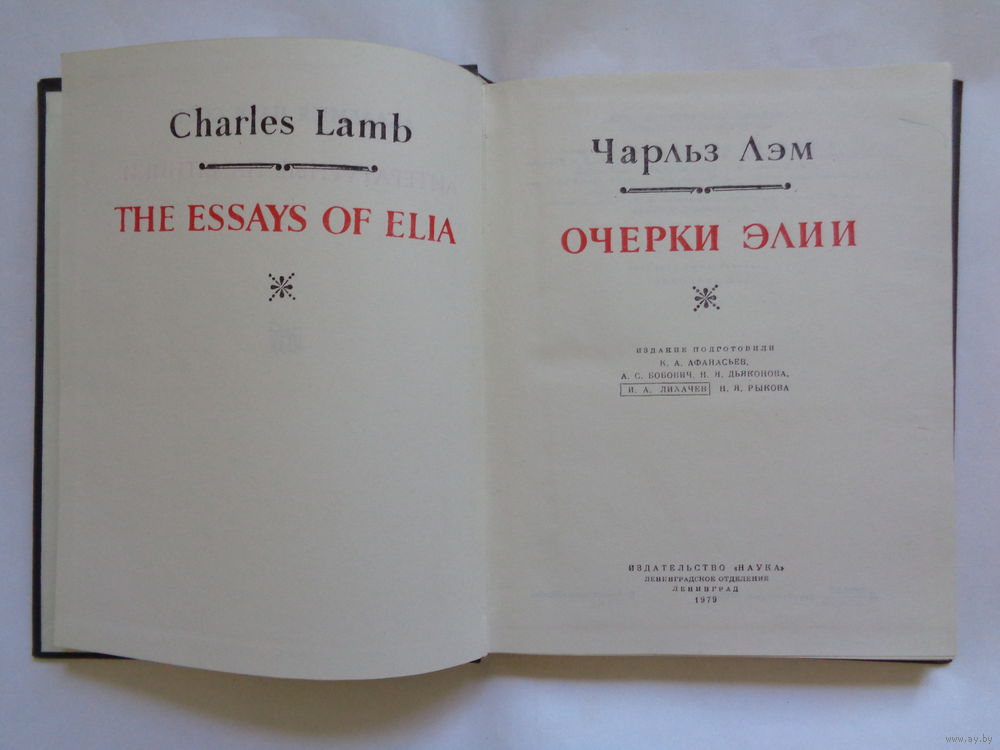 Charles Lamb
THE ESSAYS OF ELIA
Чарльз Лэм
ОЧЕРКИ ЭЛИИ
ИЗДАНИЕ ПОДГОТОВИЛИ
К. А. АФАНАСЬЕВ,
А. С. БОБОВИЧ, Н. Я. ДЬЯКОНОВА,
И. А. ЛИХАЧЕВ Н. Я. РЫКОВА
ИЗДАТЕЛЬСТВО «НАУКА»
ЛЕНИНГРАДСКОЕ ОТДЕЛЕНИЕ
ЛЕНИНГРАД
1979
www.ay.by